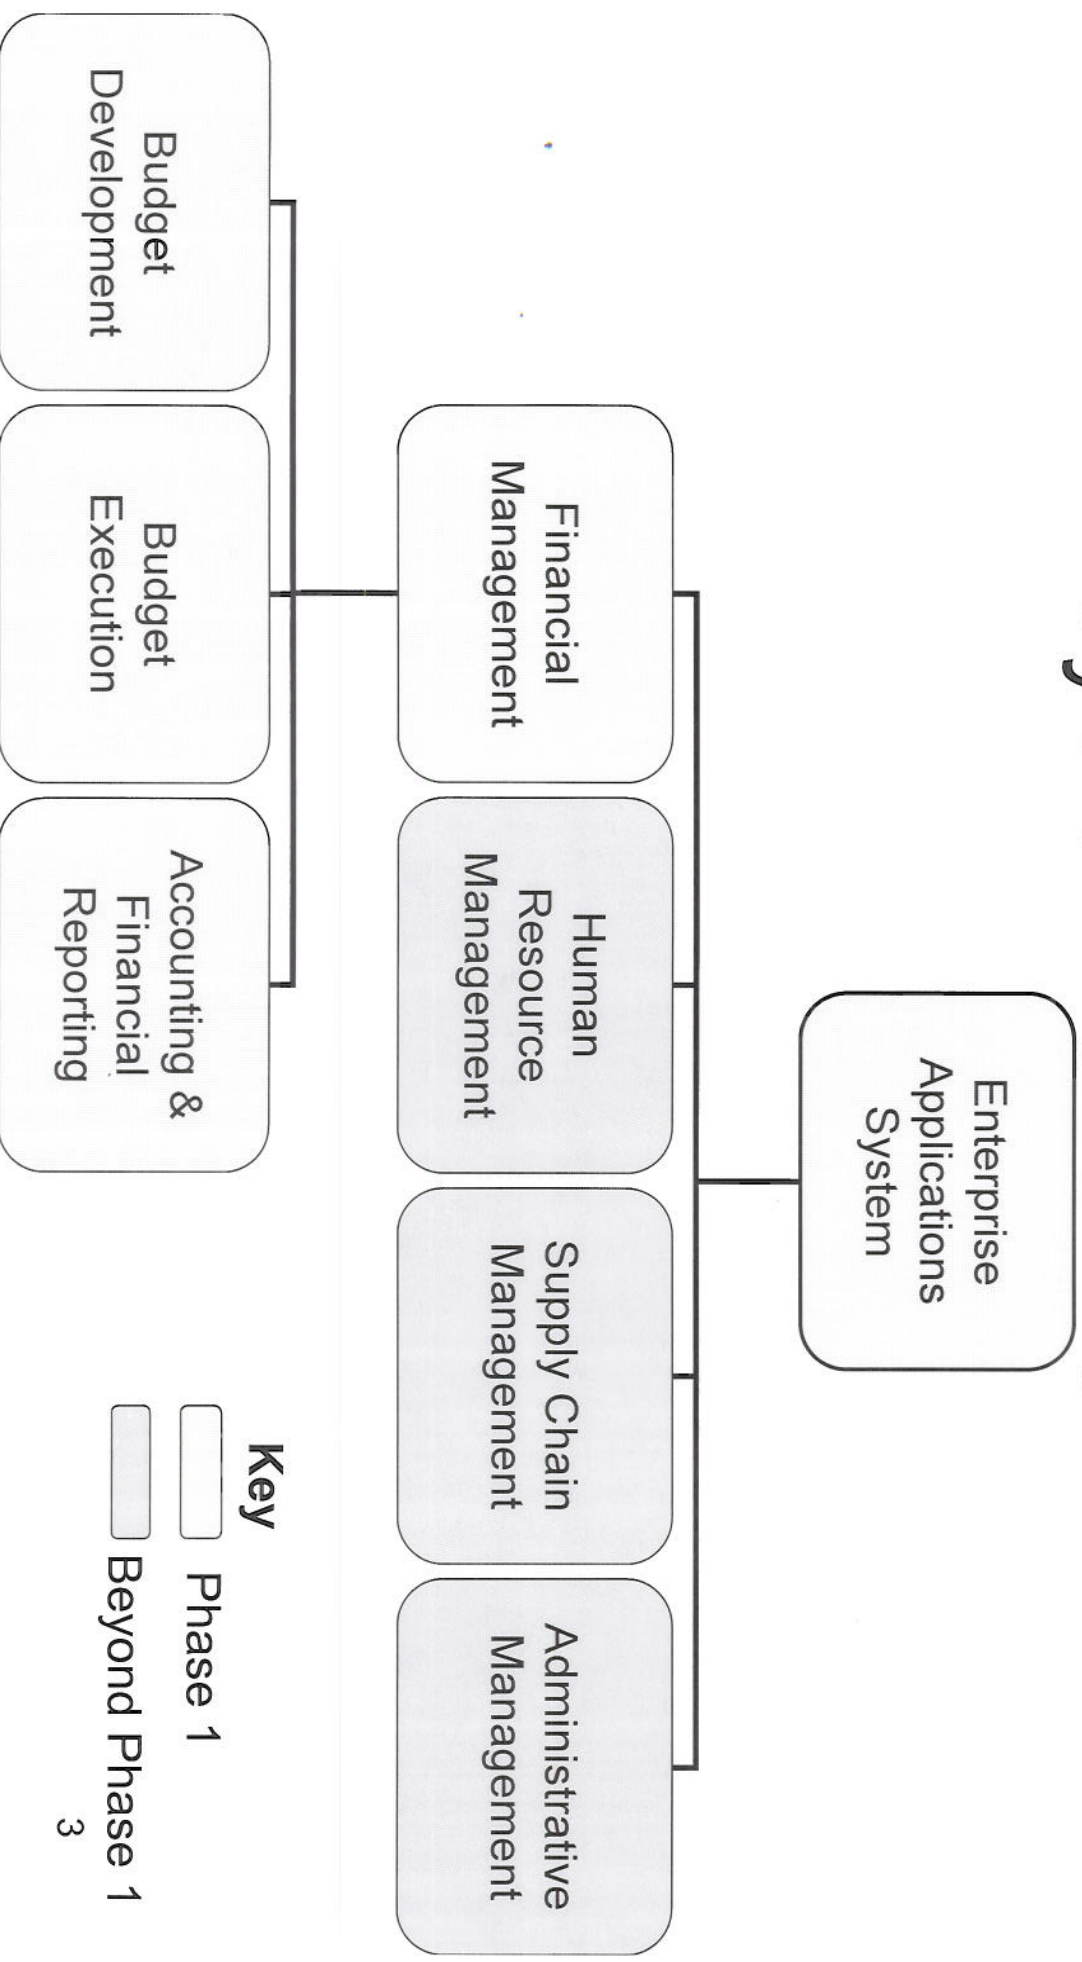 Enterprise
Applications
System
Financial
Management
Human
Resource
Management
Supply Chain
Management
Administrative
Management
Budget
Development
Budget
Execution
Accounting &
Financial
Reporting
Key
Phase 1
Beyond Phase 1
3